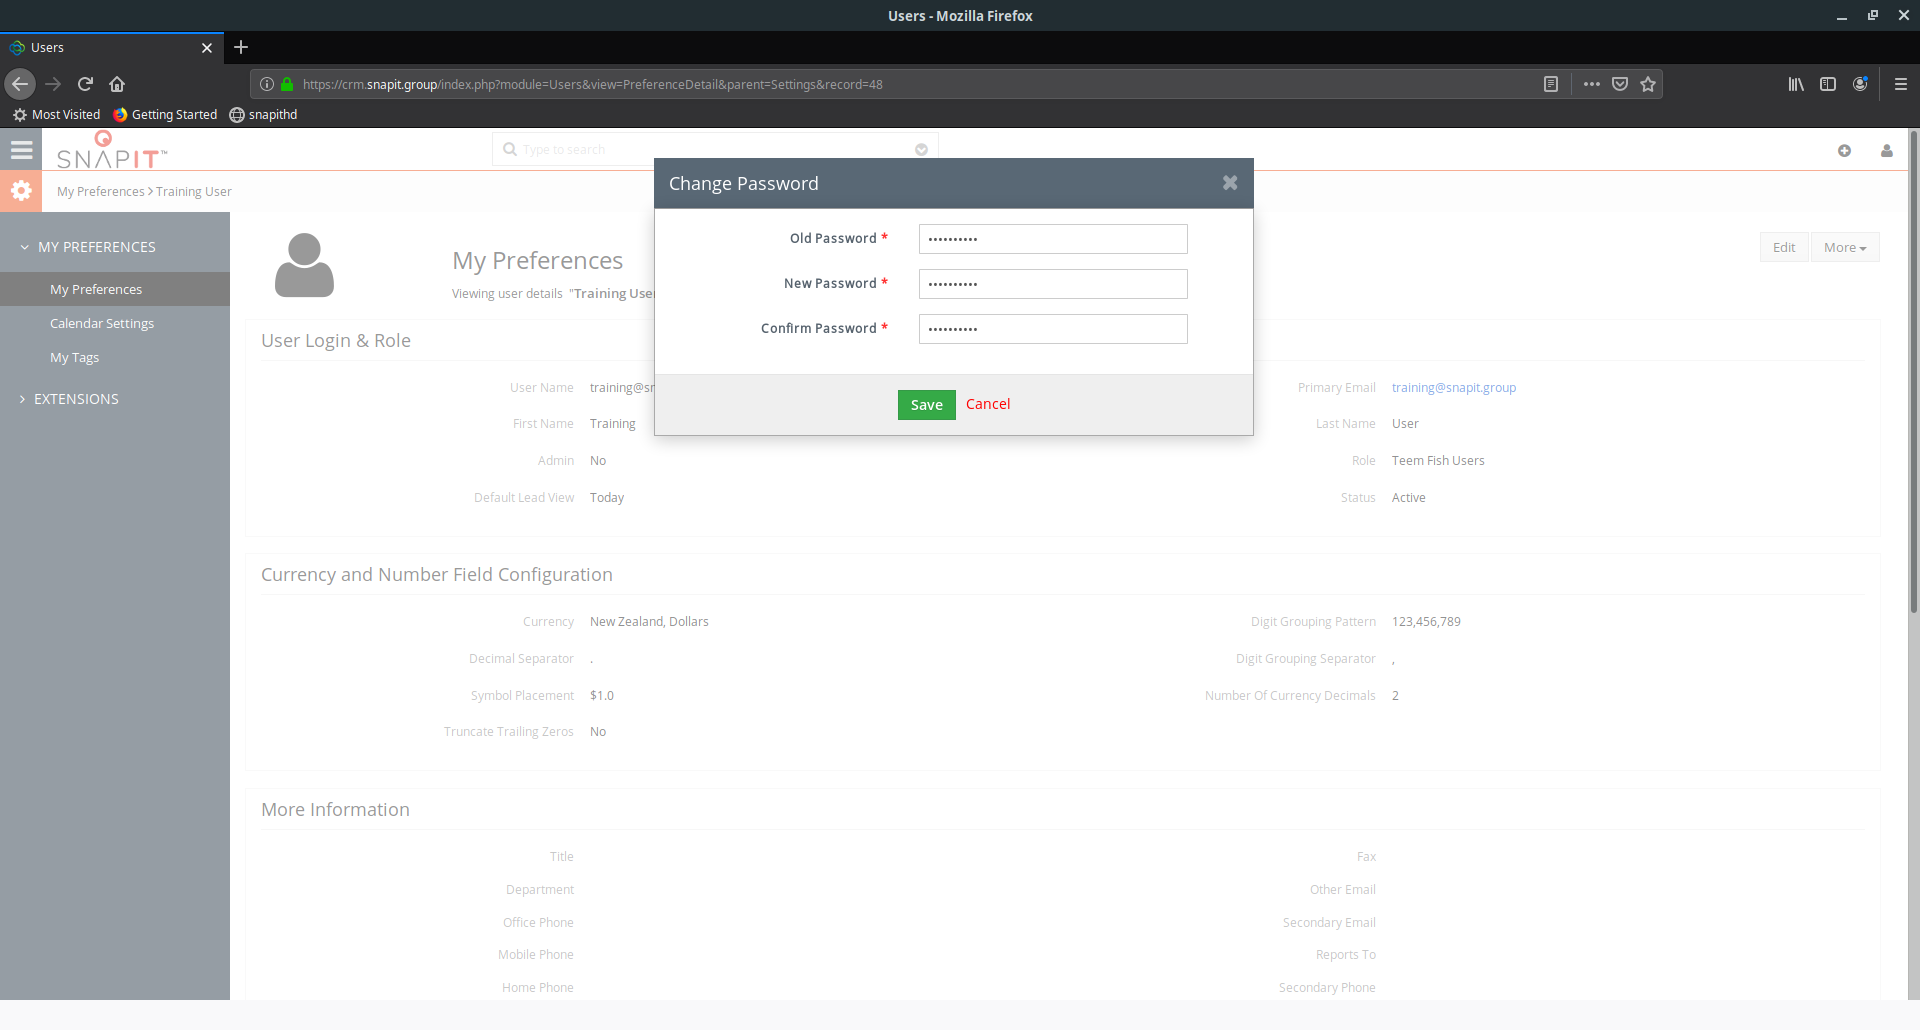 Users - Mozilla Firefox
Users
https://crm.snapit.group/index.php?module=Users&view=PreferenceDetail&parent=Settings&record=48
Most Visited
Getting Started
snapithd
SNAPIT™
Type to search
My Preferences > Training User
Change Password
Old Password *
••••••••••
New Password *
••••••••••
Confirm Password *
••••••••••
Save
Cancel
MY PREFERENCES
My Preferences
Calendar Settings
My Tags
EXTENSIONS
My Preferences
Viewing user details "Training User
Edit
More
User Login & Role
User Name training@sn
Primary Email training@snapit.group
First Name Training
Last Name User
Admin No
Role Teem Fish Users
Default Lead View Today
Status Active
Currency and Number Field Configuration
Currency New Zealand, Dollars
Digit Grouping Pattern 123,456,789
Decimal Separator .
Digit Grouping Separator ,
Symbol Placement $1.0
Number Of Currency Decimals 2
Truncate Trailing Zeros No
More Information
Title
Fax
Department
Other Email
Office Phone
Secondary Email
Mobile Phone
Reports To
Home Phone
Secondary Phone